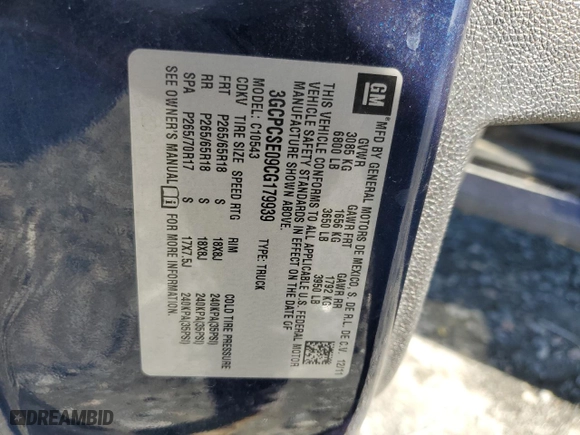 GM MFD BY GENERAL MOTORS DE MEXICO, S. DE R.L. DE C.V. 12/11
GVWR GAWR FRT GAWR RR
3085 KG 1656 KG 1792 KG
6800 LB 3650 LB 3950 LB
THIS VEHICLE CONFORMS TO ALL APPLICABLE U.S. FEDERAL MOTOR
VEHICLE SAFETY STANDARDS IN EFFECT ON THE DATE OF
MANUFACTURE SHOWN ABOVE.
3GCPCSE09CG179939 TYPE: TRUCK
MODEL: C10543
CDKV TIRE SIZE SPEED RTG RIM COLD TIRE PRESSURE
FRT P265/65R18 S 18X8J 240KPA(35PSI)
RR P265/65R18 S 18X8J 240KPA(35PSI)
SPA P265/70R17 S 17X7.5J 240KPA(35PSI)
SEE OWNER'S MANUAL i FOR MORE INFORMATION.
DREAMBID